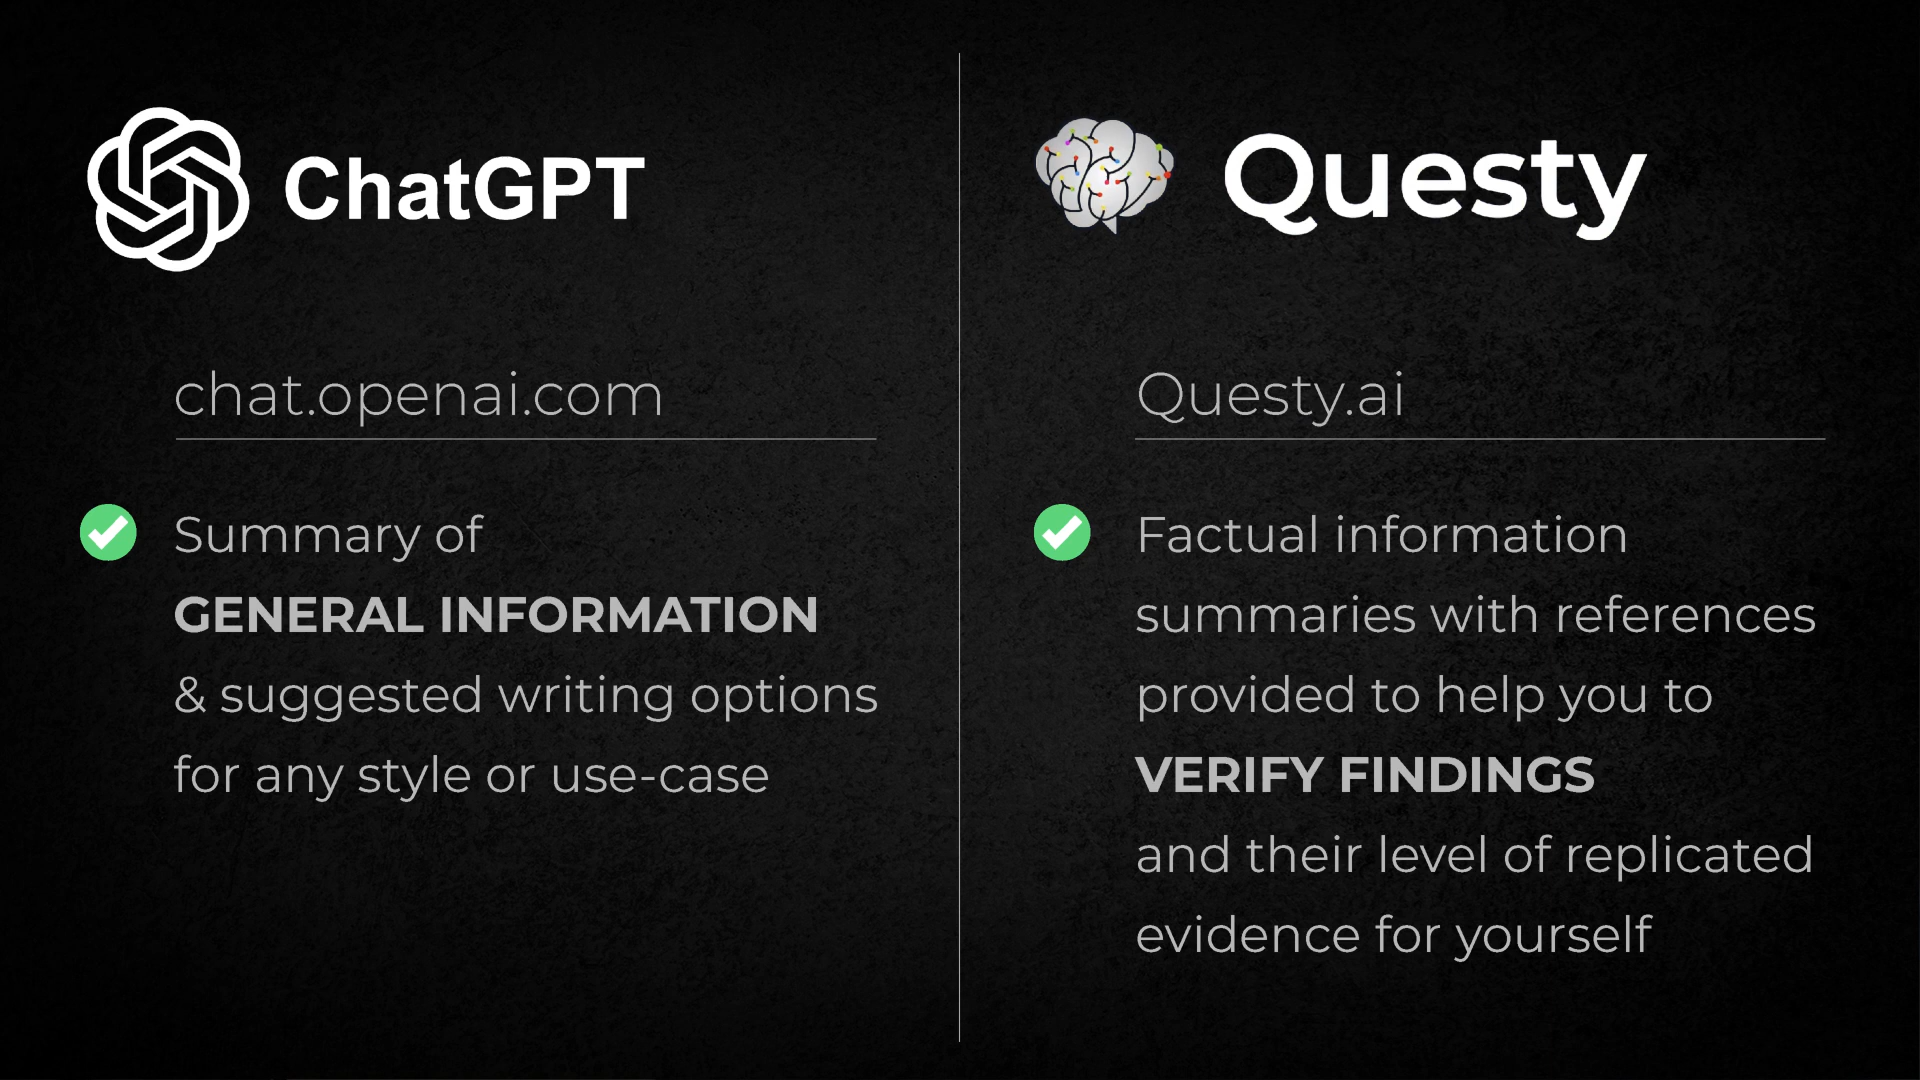 ChatGPT
chat.openai.com
Summary of
GENERAL INFORMATION
& suggested writing options
for any style or use-case
Questy
Questy.ai
Factual information
summaries with references
provided to help you to
VERIFY FINDINGS
and their level of replicated
evidence for yourself